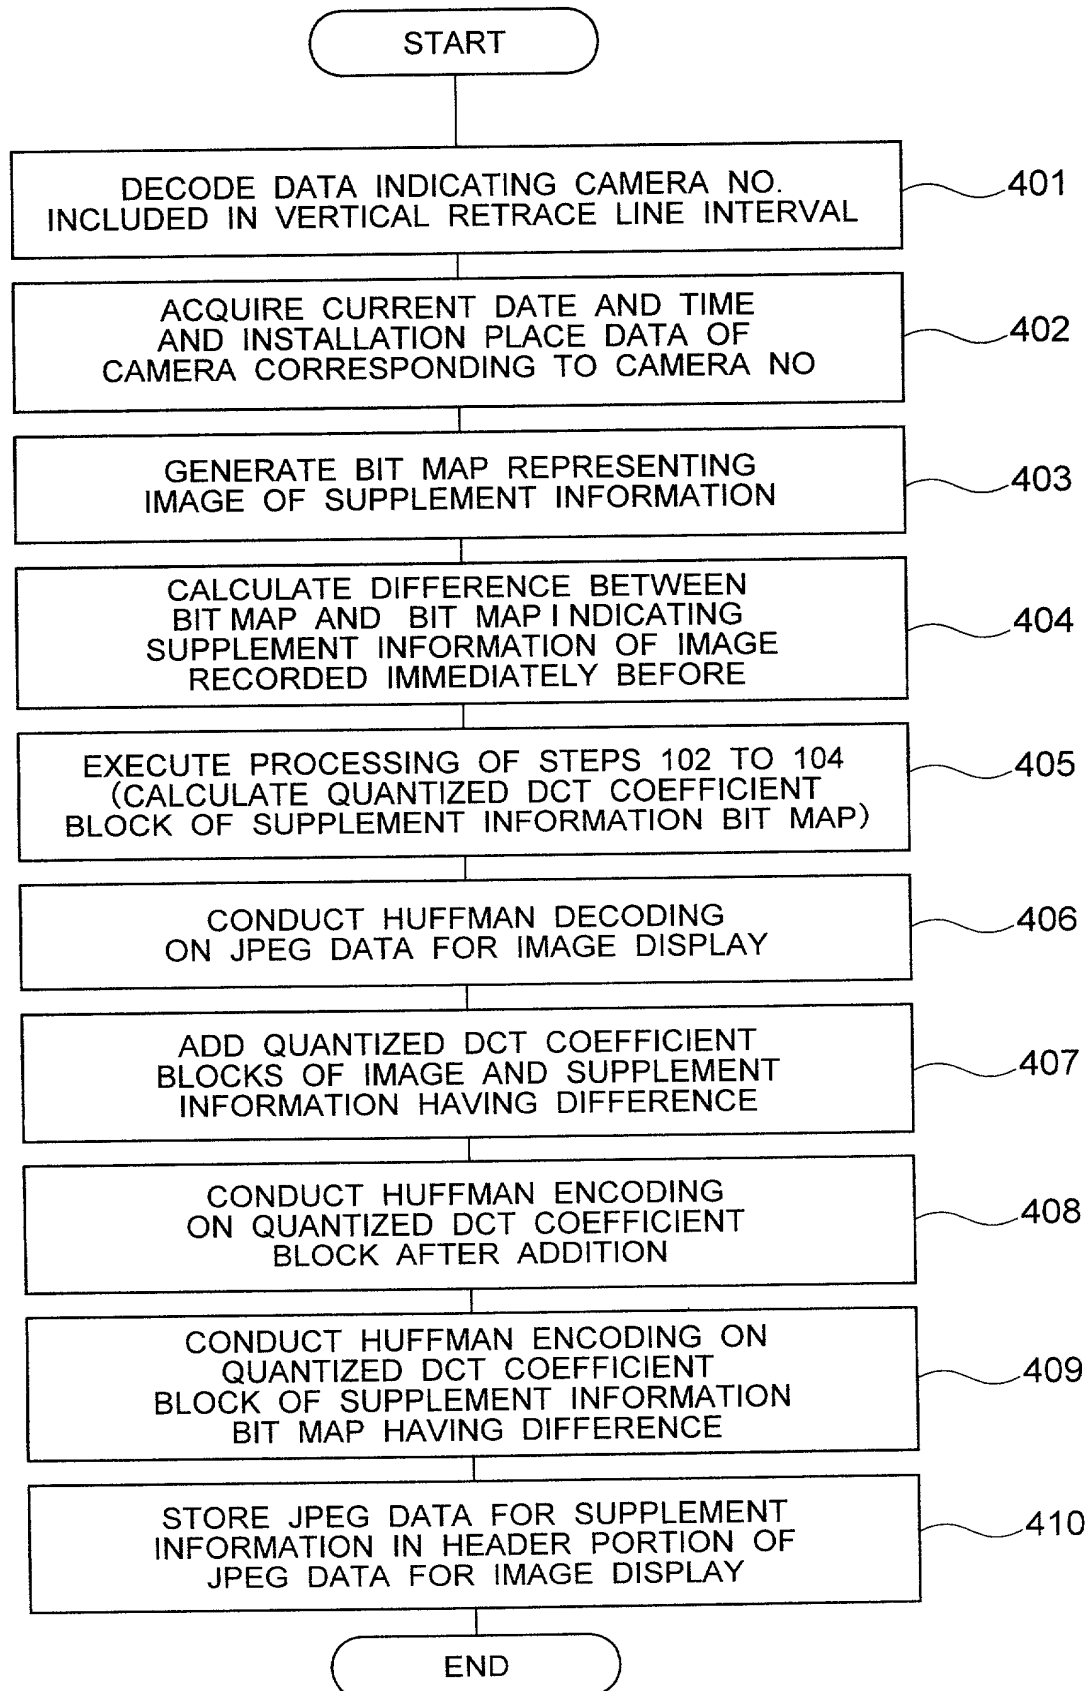 START
DECODE DATA INDICATING CAMERA NO.
INCLUDED IN VERTICAL RETRACE LINE INTERVAL
401
ACQUIRE CURRENT DATE AND TIME
AND INSTALLATION PLACE DATA OF
CAMERA CORRESPONDING TO CAMERA NO
402
GENERATE BIT MAP REPRESENTING
IMAGE OF SUPPLEMENT INFORMATION
403
CALCULATE DIFFERENCE BETWEEN
BIT MAP AND BIT MAP INDICATING
SUPPLEMENT INFORMATION OF IMAGE
RECORDED IMMEDIATELY BEFORE
404
EXECUTE PROCESSING OF STEPS 102 TO 104
(CALCULATE QUANTIZED DCT COEFFICIENT
BLOCK OF SUPPLEMENT INFORMATION BIT MAP)
405
CONDUCT HUFFMAN DECODING
ON JPEG DATA FOR IMAGE DISPLAY
406
ADD QUANTIZED DCT COEFFICIENT
BLOCKS OF IMAGE AND SUPPLEMENT
INFORMATION HAVING DIFFERENCE
407
CONDUCT HUFFMAN ENCODING
ON QUANTIZED DCT COEFFICIENT
BLOCK AFTER ADDITION
408
CONDUCT HUFFMAN ENCODING ON
QUANTIZED DCT COEFFICIENT
BLOCK OF SUPPLEMENT INFORMATION
BIT MAP HAVING DIFFERENCE
409
STORE JPEG DATA FOR SUPPLEMENT
INFORMATION IN HEADER PORTION OF
JPEG DATA FOR IMAGE DISPLAY
410
END